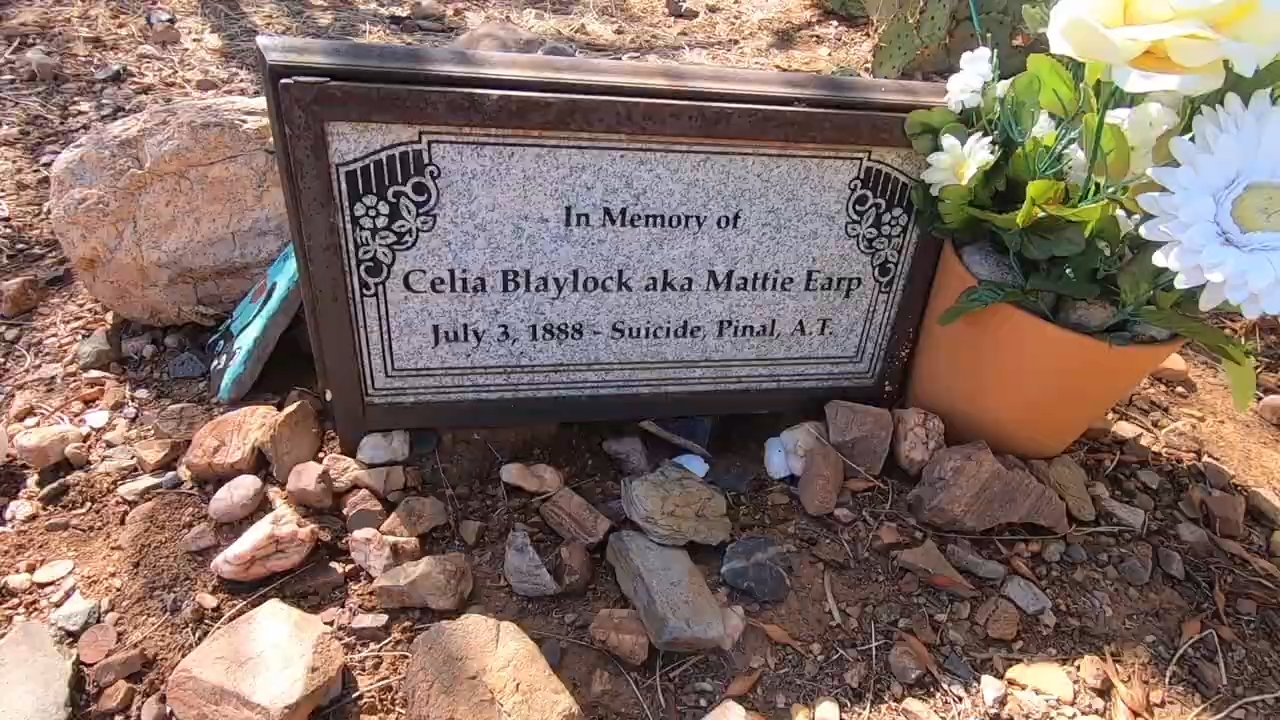 In Memory of
Celia Blaylock aka Mattie Earp
July 3, 1888 - Suicide, Pinal, A.T.